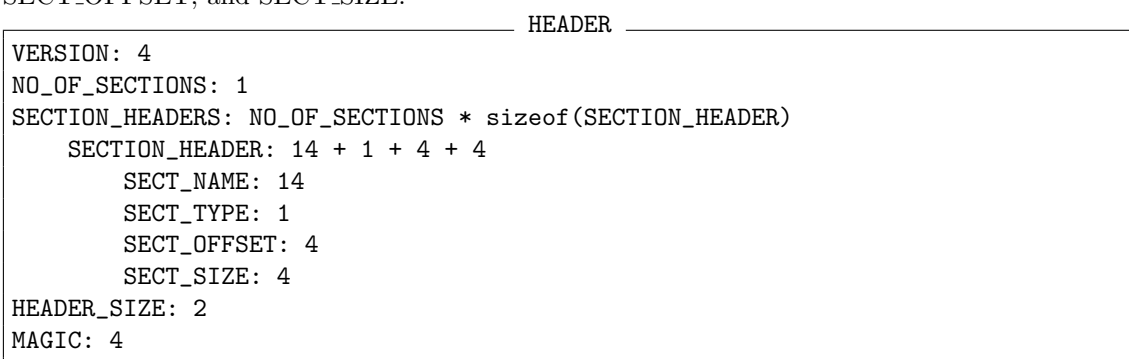 SECT_OFFSET, and SECT_SIZE.
HEADER
VERSION: 4
NO_OF_SECTIONS: 1
SECTION_HEADERS: NO_OF_SECTIONS * sizeof(SECTION_HEADER)
SECTION_HEADER: 14 + 1 + 4 + 4
SECT_NAME: 14
SECT_TYPE: 1
SECT_OFFSET: 4
SECT_SIZE: 4
HEADER_SIZE: 2
MAGIC: 4